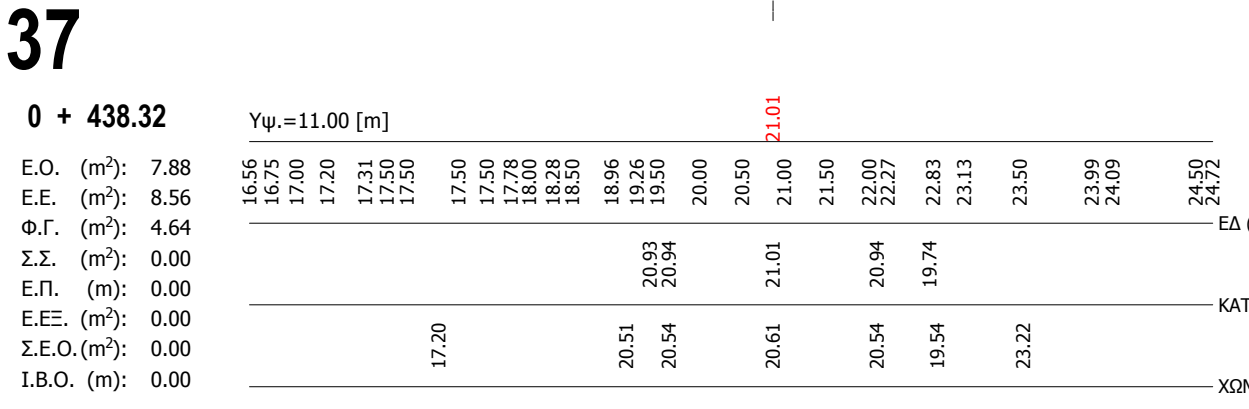 37
0 + 438.32
Υψ.=11.00 [m]
21.01
Ε.Ο. (m²): 7.88
Ε.Ε. (m²): 8.56
Φ.Γ. (m²): 4.64
Σ.Σ. (m²): 0.00
Ε.Π. (m): 0.00
Ε.ΕΞ. (m²): 0.00
Σ.Ε.Ο.(m²): 0.00
Ι.Β.Ο. (m): 0.00
16.56 16.75 17.00 17.20 17.31 17.50 17.50 17.50 17.50 17.78 18.00 18.28 18.50 18.96 19.26 19.50 20.00 20.50 21.00 21.50 22.00 22.27 22.83 23.13 23.50 23.99 24.09 24.50 24.72
ΕΔ (
20.93 20.94 21.01 20.94 19.74
ΚΑΤ
17.20 20.51 20.54 20.61 20.54 19.54 23.22
ΧΩΜ